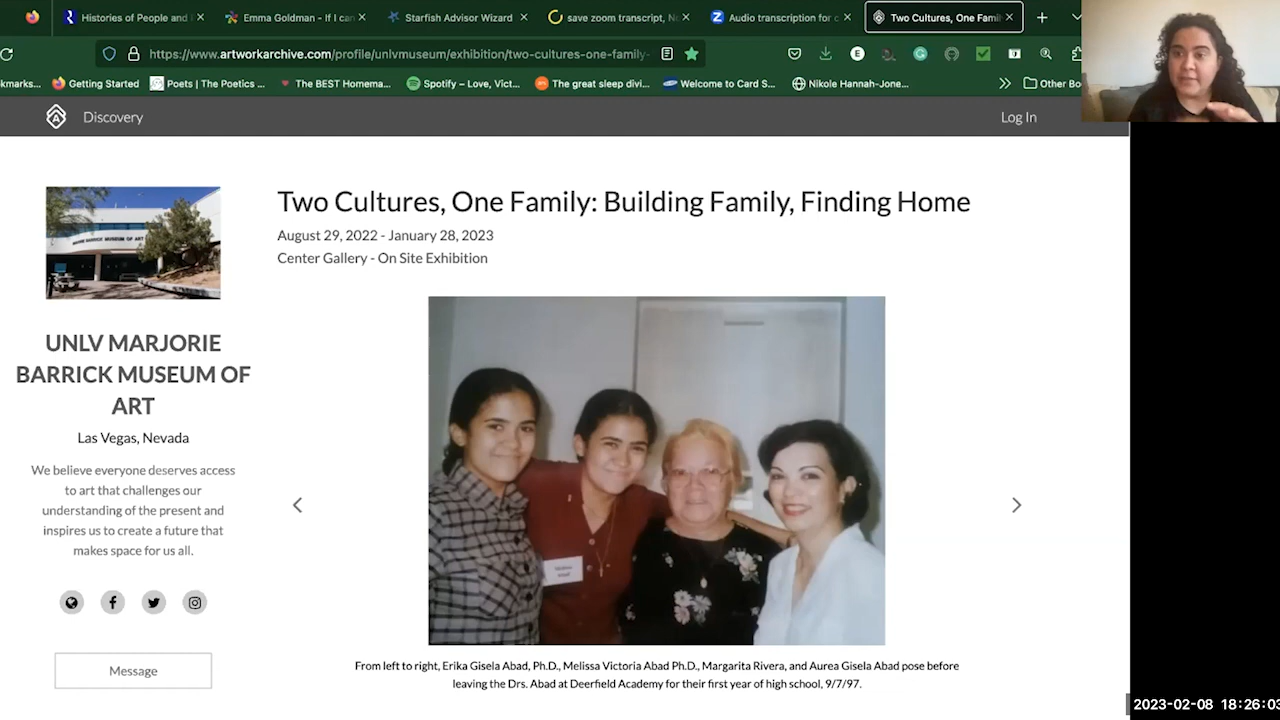 Histories of People and
Emma Goldman - If I can
Starfish Advisor Wizard
save zoom transcript, N
Audio transcription for c
Two Cultures, One Famil
https://www.artworkarchive.com/profile/unlvmuseum/exhibition/two-cultures-one-family-
kmarks...
Getting Started
Poets | The Poetics ...
The BEST Homema...
Spotify – Love, Vict...
The great sleep divi...
Welcome to Card S...
Nikole Hannah-Jone...
Other Bo
Discovery
Log In
Two Cultures, One Family: Building Family, Finding Home
August 29, 2022 - January 28, 2023
Center Gallery - On Site Exhibition
UNLV MARJORIE
BARRICK MUSEUM OF
ART
Las Vegas, Nevada
We believe everyone deserves access
to art that challenges our
understanding of the present and
inspires us to create a future that
makes space for us all.
Message
From left to right, Erika Gisela Abad, Ph.D., Melissa Victoria Abad Ph.D., Margarita Rivera, and Aurea Gisela Abad pose before
leaving the Drs. Abad at Deerfield Academy for their first year of high school, 9/7/97.
2023-02-08 18:26:03